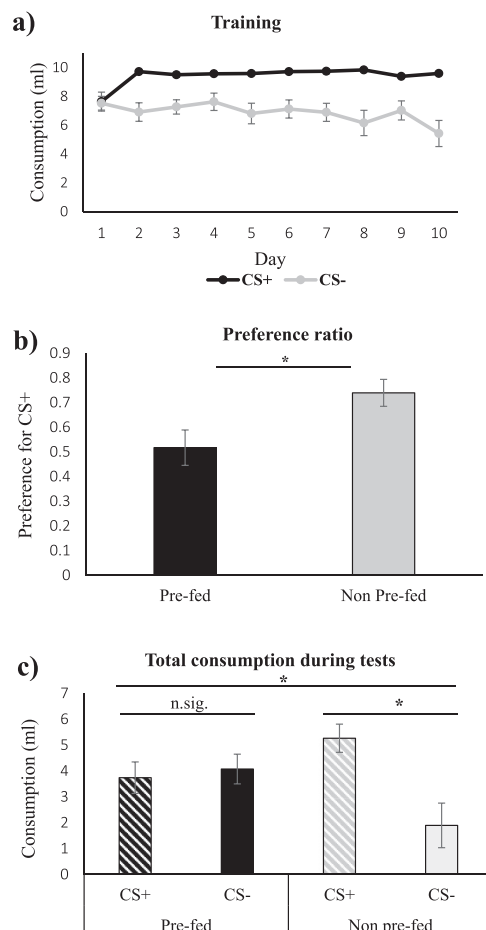 a)
Training
Consumption (ml)
10
8
6
4
2
0
1 2 3 4 5 6 7 8 9 10
Day
CS+ CS-
b)
Preference ratio
Preference for CS+
0.9
0.8
0.7
0.6
0.5
0.4
0.3
0.2
0.1
0
*
Pre-fed Non Pre-fed
c)
Total consumption during tests
Consumption (ml)
7
6
5
4
3
2
1
0
*
n.sig. *
CS+ CS- CS+ CS-
Pre-fed Non pre-fed